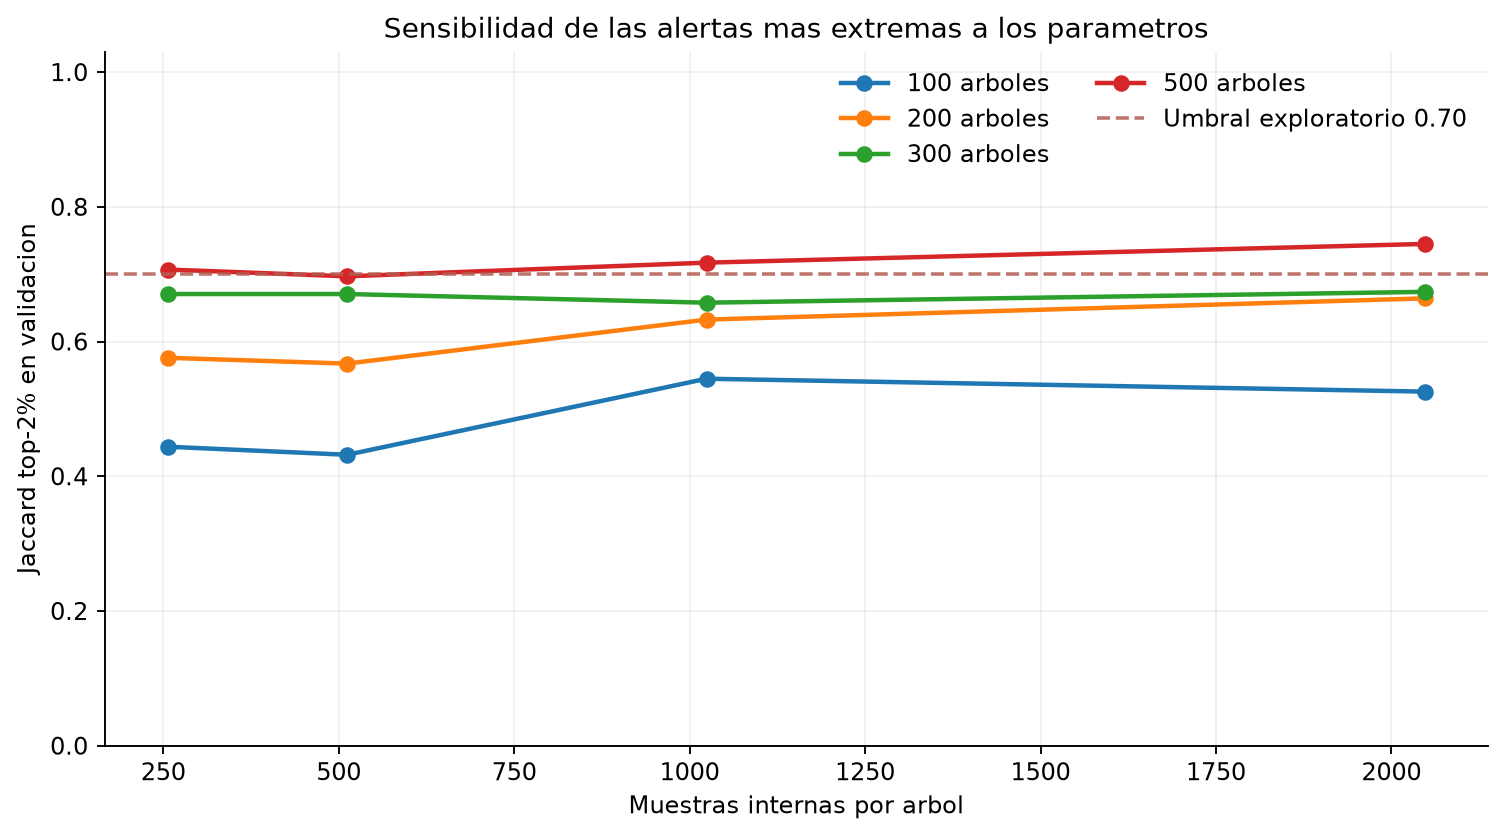 Sensibilidad de las alertas mas extremas a los parametros
100 arboles
200 arboles
300 arboles
500 arboles
Umbral exploratorio 0.70
Jaccard top-2% en validacion
1.0
0.8
0.6
0.4
0.2
0.0
250 500 750 1000 1250 1500 1750 2000
Muestras internas por arbol